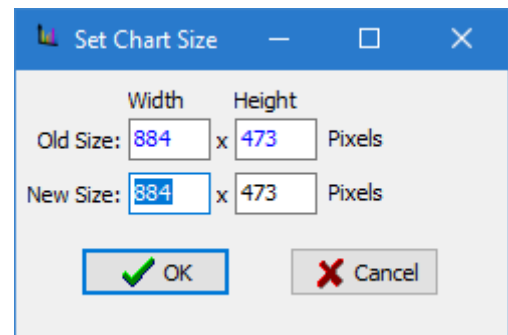 Set Chart Size
Width Height
Old Size: 884 x 473 Pixels
New Size: 884 x 473 Pixels
OK Cancel